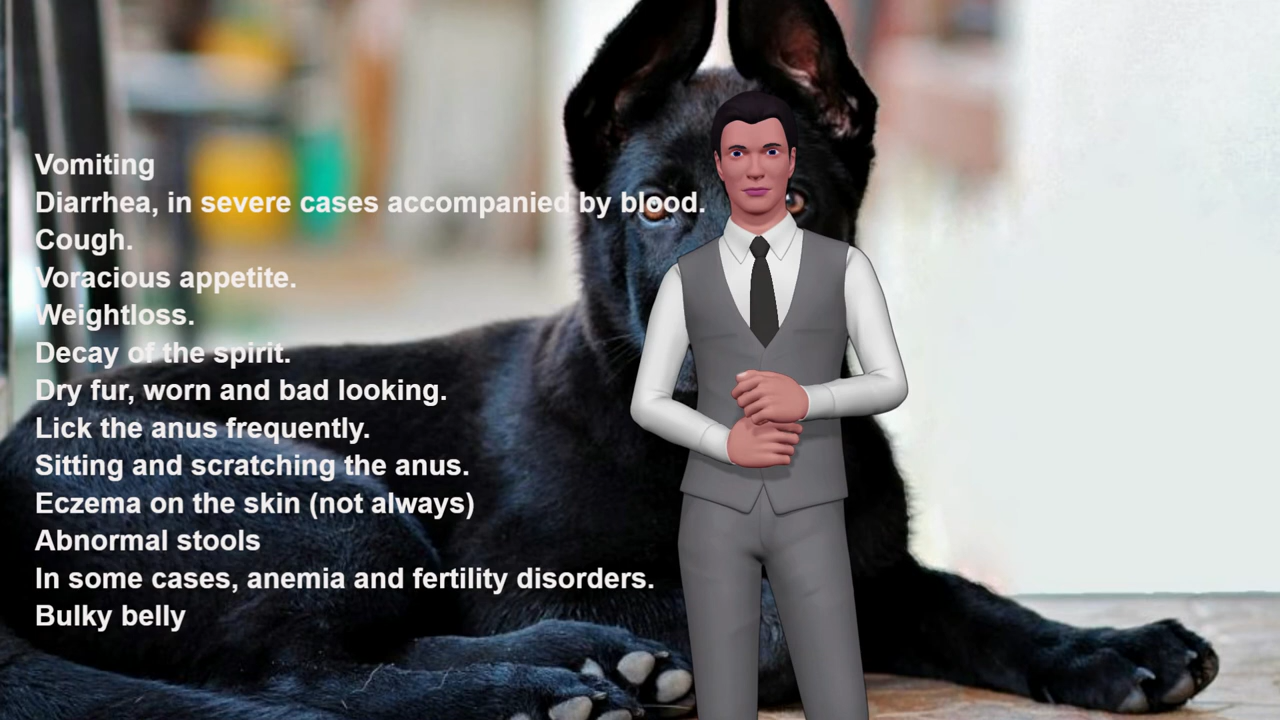 Vomiting
Diarrhea, in severe cases accompanied by blood.
Cough.
Voracious appetite.
Weightloss.
Decay of the spirit.
Dry fur, worn and bad looking.
Lick the anus frequently.
Sitting and scratching the anus.
Eczema on the skin (not always)
Abnormal stools
In some cases, anemia and fertility disorders.
Bulky belly